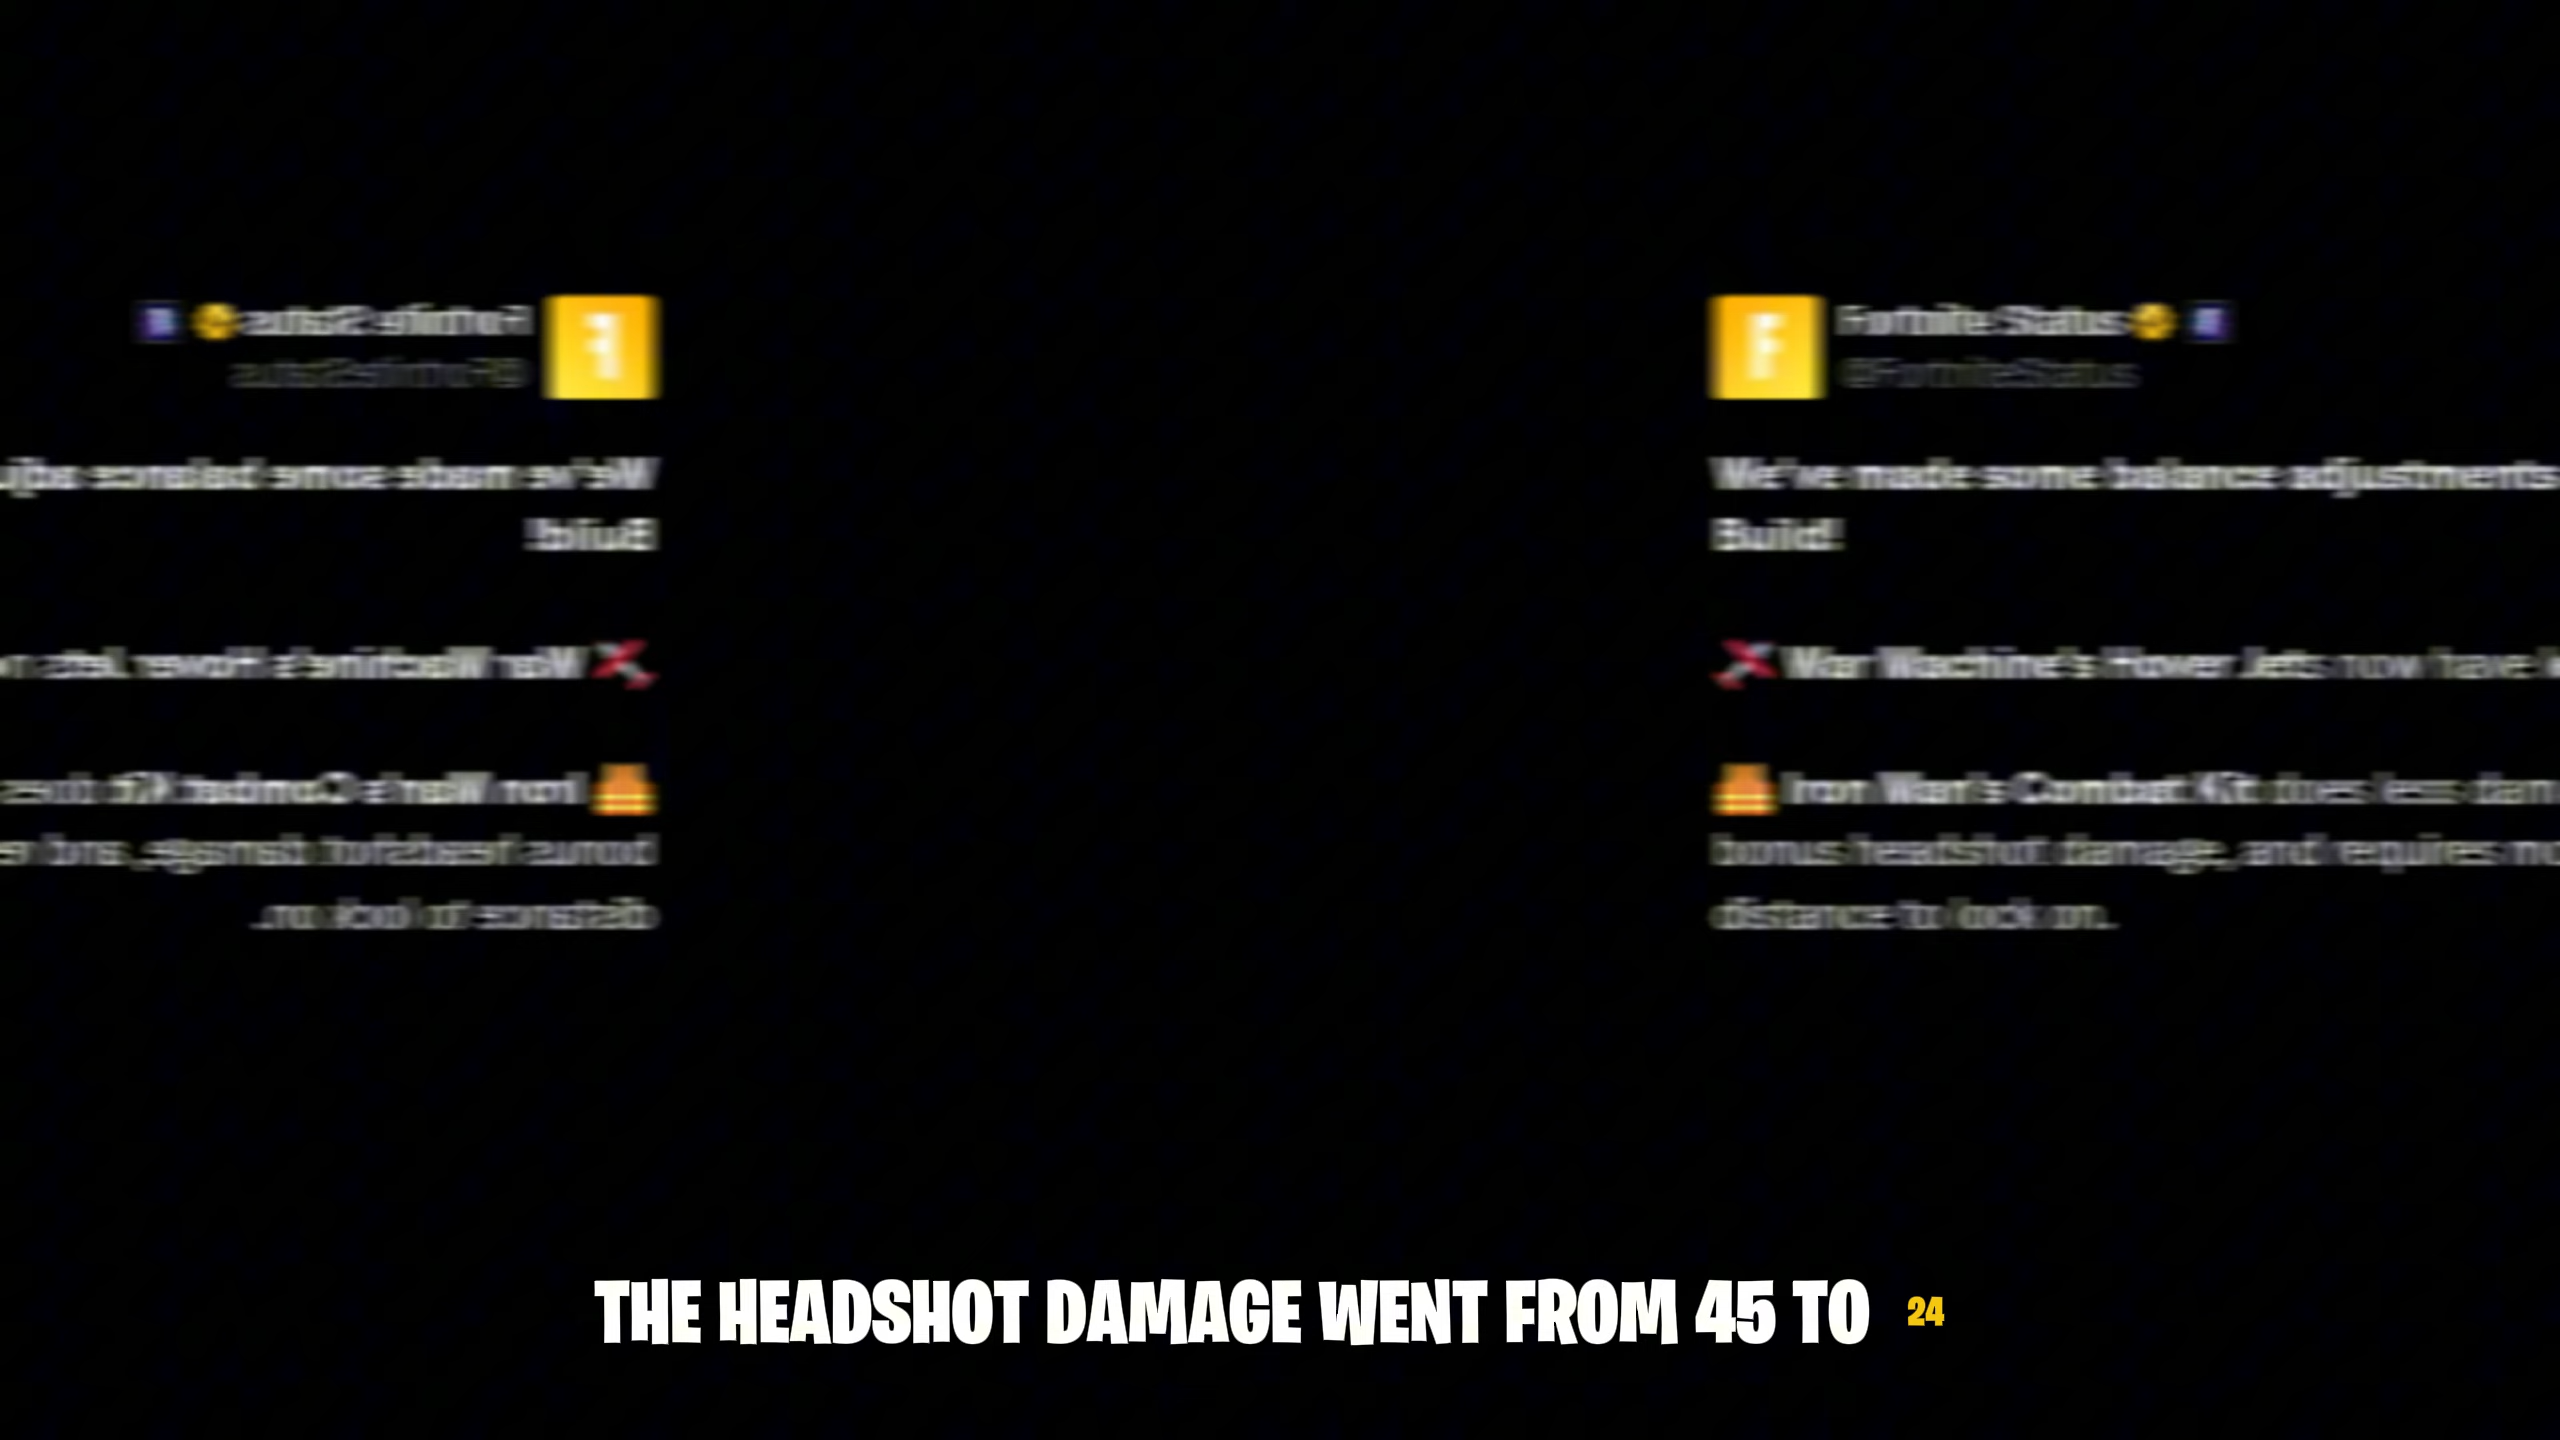 Fortnite Status
@FortniteStatus
We've made some balance adjustments
Build!
War Machine's Hover Jets now have
Iron Man's Combat Kit does less
bonus headshot damage, and requires
distance to lock on.
THE HEADSHOT DAMAGE WENT FROM 45 TO 24